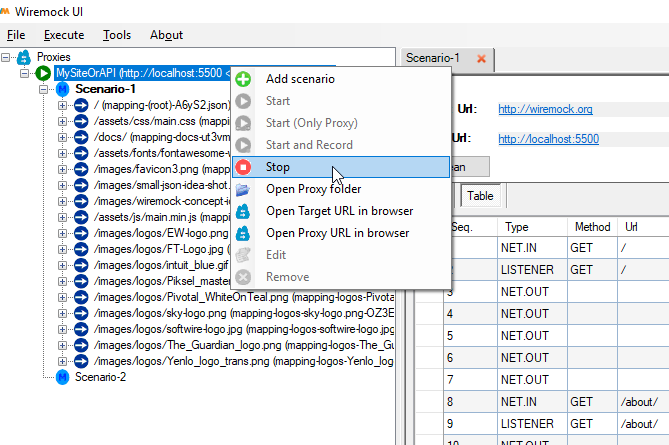 Wiremock UI
File Execute Tools About
Proxies
MySiteOrAPI (http://localhost:5500 <
Scenario-1
/ (mapping-(root)-A6yS2.json)
/assets/css/main.css (mapping
/docs/ (mapping-docs-ut3vm
/assets/fonts/fontawesome-v
/images/favicon3.png (mappin
/images/small-json-idea-shot.
/images/wiremock-concept-ic
/assets/js/main.min.js (mappin
/images/logos/EW-logo.png (
/images/logos/FT-Logo.jpg (m
/images/logos/intuit_blue.gif
/images/logos/Piksel_master
/images/logos/Pivotal_WhiteOnTeal.png (mapping-logos-Pivota
/images/logos/sky-logo.png (mapping-logos-sky-logo.png-OZ3E
/images/logos/softwire-logo.jpg (mapping-logos-softwire-logo.jpg
/images/logos/The_Guardian_logo.png (mapping-logos-The_Gu
/images/logos/Yenlo_logo_trans.png (mapping-logos-Yenlo_log
Scenario-2
Add scenario
Start
Start (Only Proxy)
Start and Record
Stop
Open Proxy folder
Open Target URL in browser
Open Proxy URL in browser
Edit
Remove
Scenario-1
Url: http://wiremock.org
Url: http://localhost:5500
ean
Table
Seq. Type Method Url
NET.IN GET /
2 LISTENER GET /
3 NET.OUT
4 NET.OUT
5 NET.OUT
6 NET.OUT
7 NET.OUT
8 NET.IN GET /about/
9 LISTENER GET /about/
10 NET.OUT